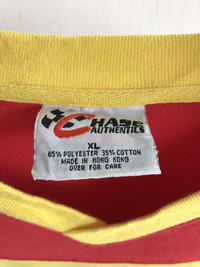 CHASE
AUTHENTICS
XL
65% POLYESTER 35% COTTON
MADE IN HONG KONG
OVER FOR CARE